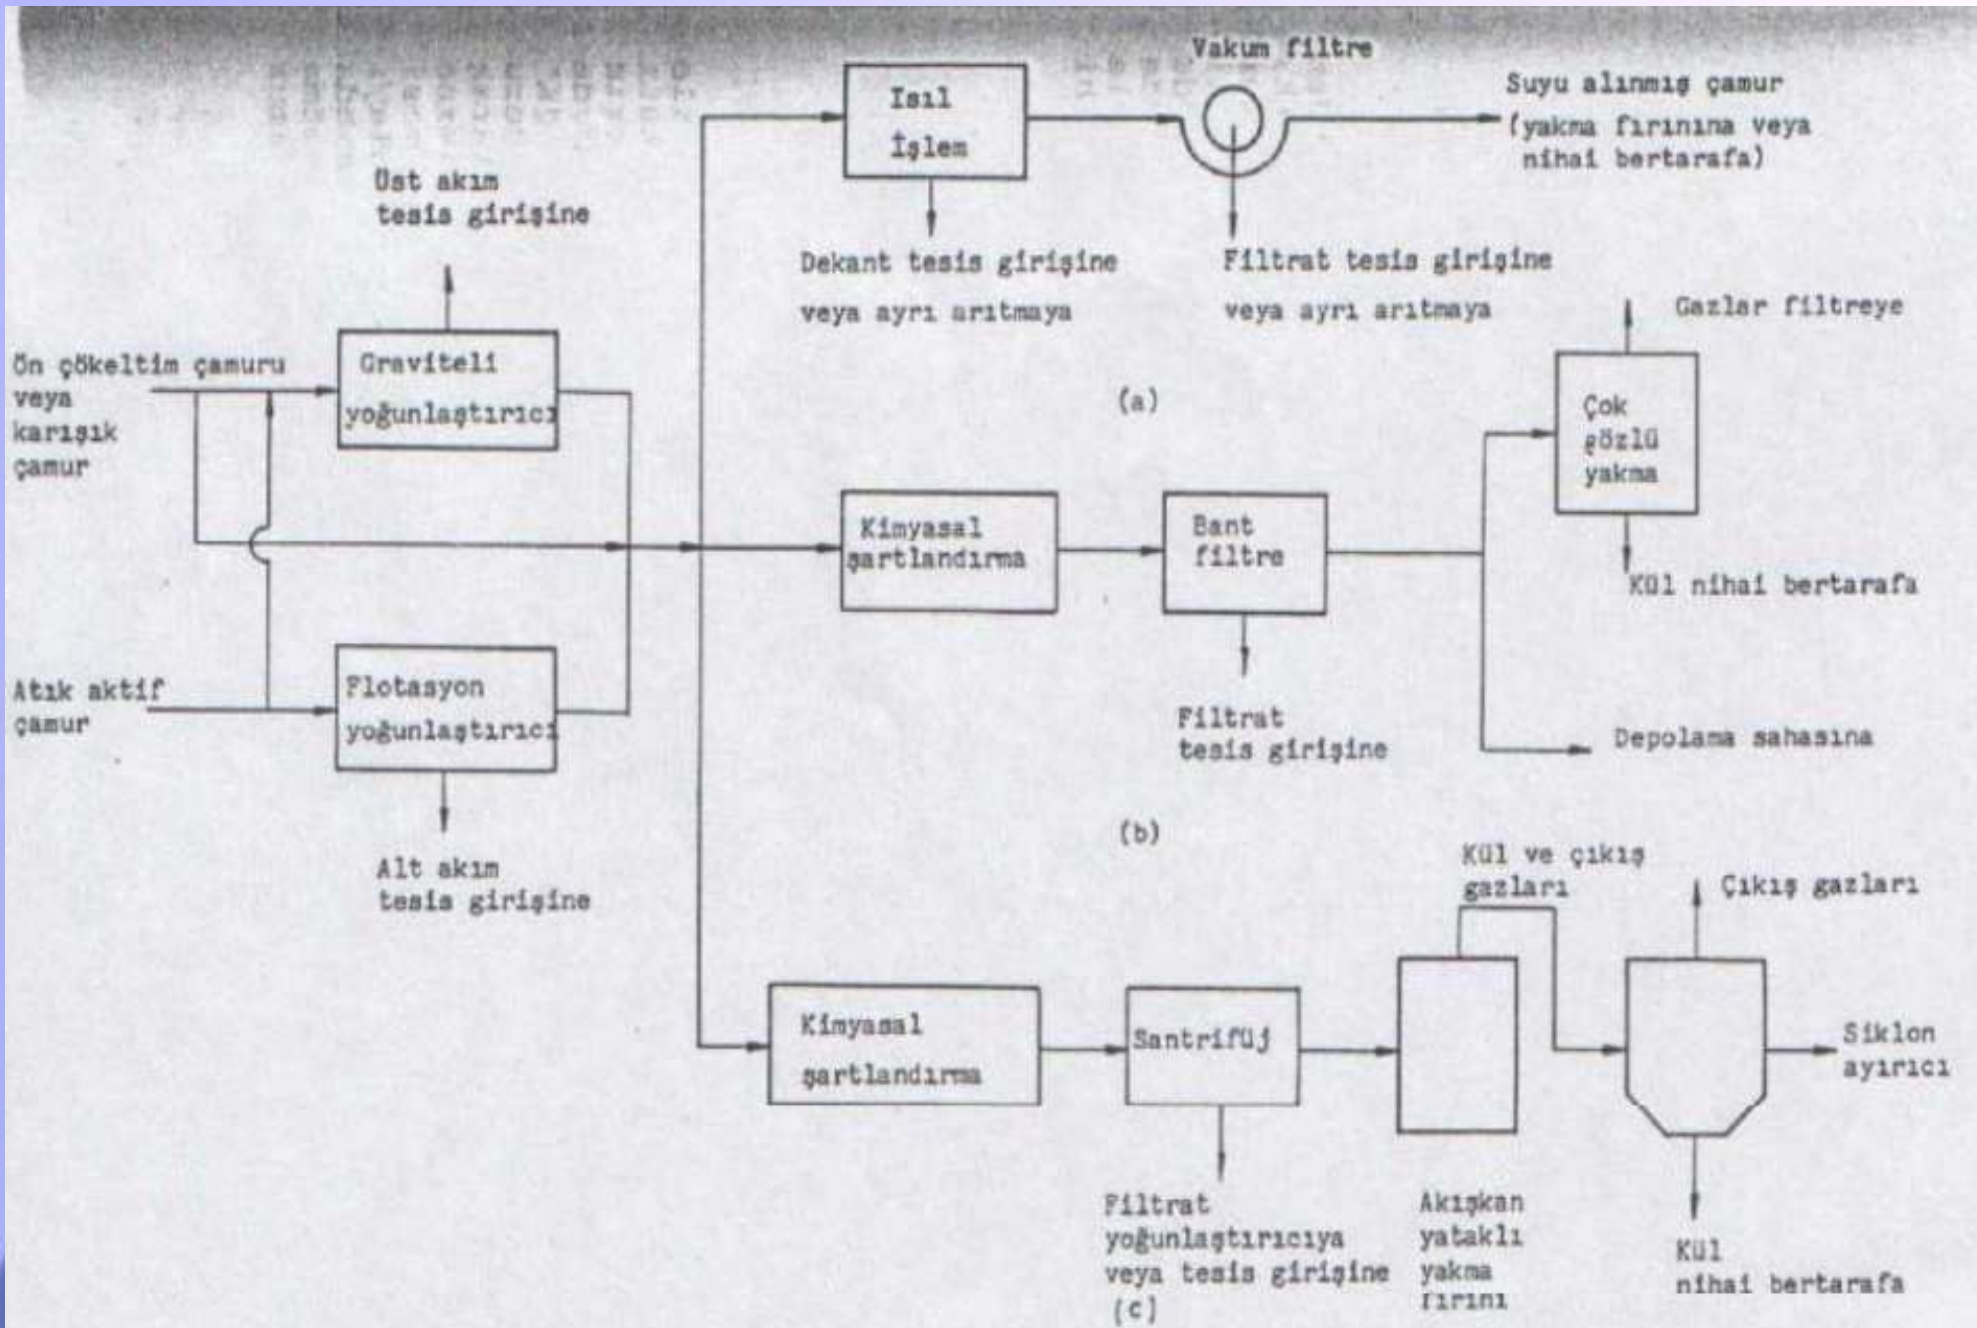 Vakum filtre
Isıl
İşlem
Suyu alınmış çamur
(yakma fırınına veya
nihai bertarafa)
Üst akım
tesis girişine
Dekant tesis girişine
veya ayrı arıtmaya
Filtrat tesis girişine
veya ayrı arıtmaya
Gazlar filtreye
Ön çökeltim çamuru
veya
karışık
çamur
Graviteli
yoğunlaştırıcı
(a)
Çok
gözlü
yakma
Kimyasal
şartlandırma
Bant
filtre
Kül nihai bertarafa
Atık aktif
çamur
Flotasyon
yoğunlaştırıcı
Filtrat
tesis girişine
Depolama sahasına
(b)
Alt akım
tesis girişine
Kül ve çıkış
gazları
Çıkış gazları
Kimyasal
şartlandırma
Santrifüj
Siklon
ayırıcı
Filtrat
yoğunlaştırıcıya
veya tesis girişine
(c)
Akışkan
yataklı
yakma
fırını
Kül
nihai bertarafa